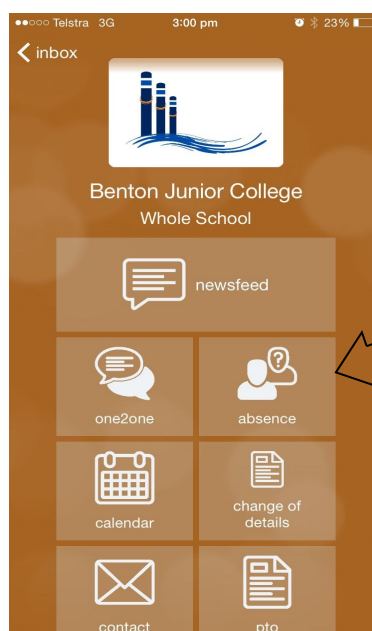 Telstra 3G 3:00 pm 23%
inbox
Benton Junior College
Whole School
newsfeed
?
one2one absence
calendar change of
details
contact pto